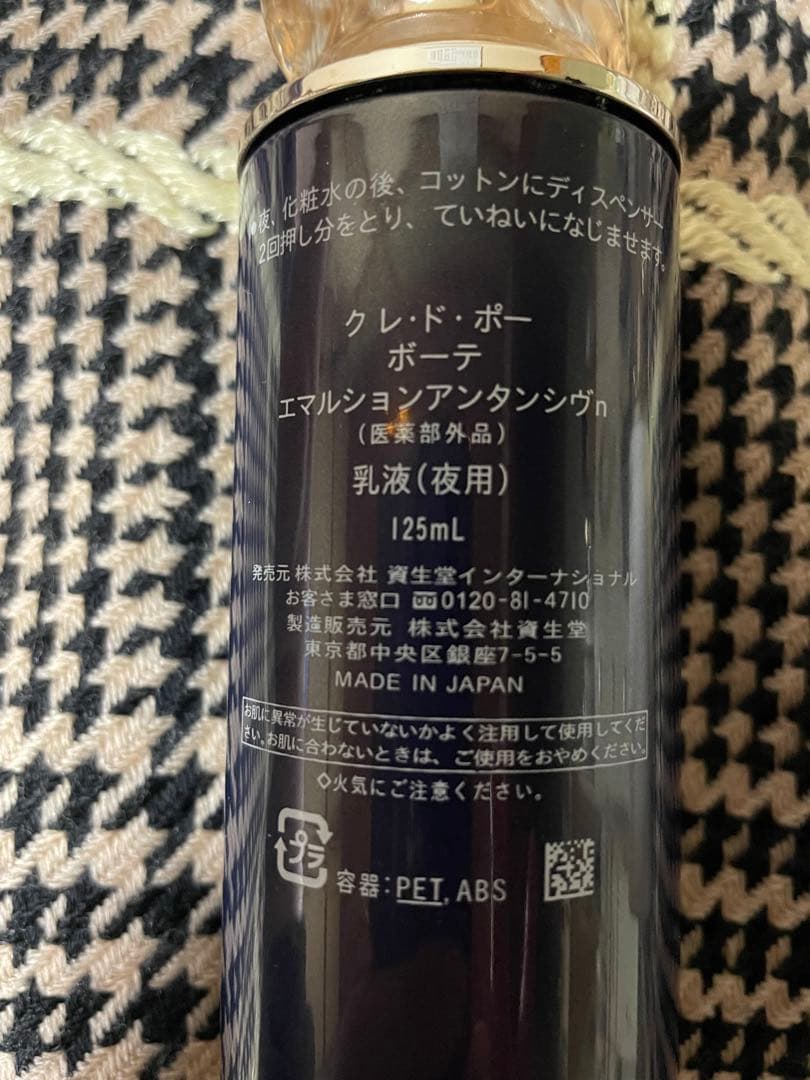 ●夜、化粧水の後、コットンにディスペンサー
2回押し分をとり、ていねいになじませます。
クレ・ド・ポー
ボーテ
エマルションアンタンシヴn
(医薬部外品)
乳液(夜用)
125mL
発売元 株式会社 資生堂インターナショナル
お客さま窓口 0120-81-4710
製造販売元 株式会社資生堂
東京都中央区銀座7-5-5
MADE IN JAPAN
お肌に異常が生じていないかよく注用して使用してくだ
さい。お肌に合わないときは、ご使用をおやめください。
◇火気にご注意ください。
プラ
容器:PET, ABS